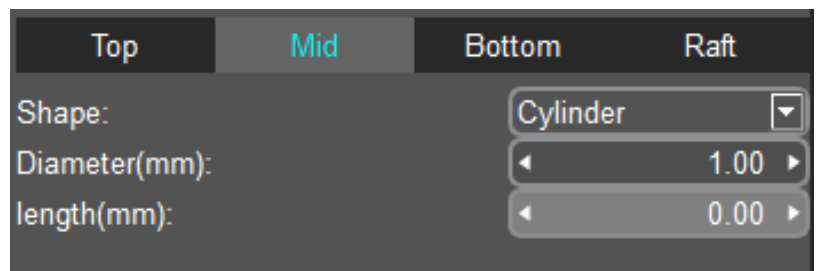 Top Mid Bottom Raft
Shape: Cylinder
Diameter(mm): 1.00
length(mm): 0.00